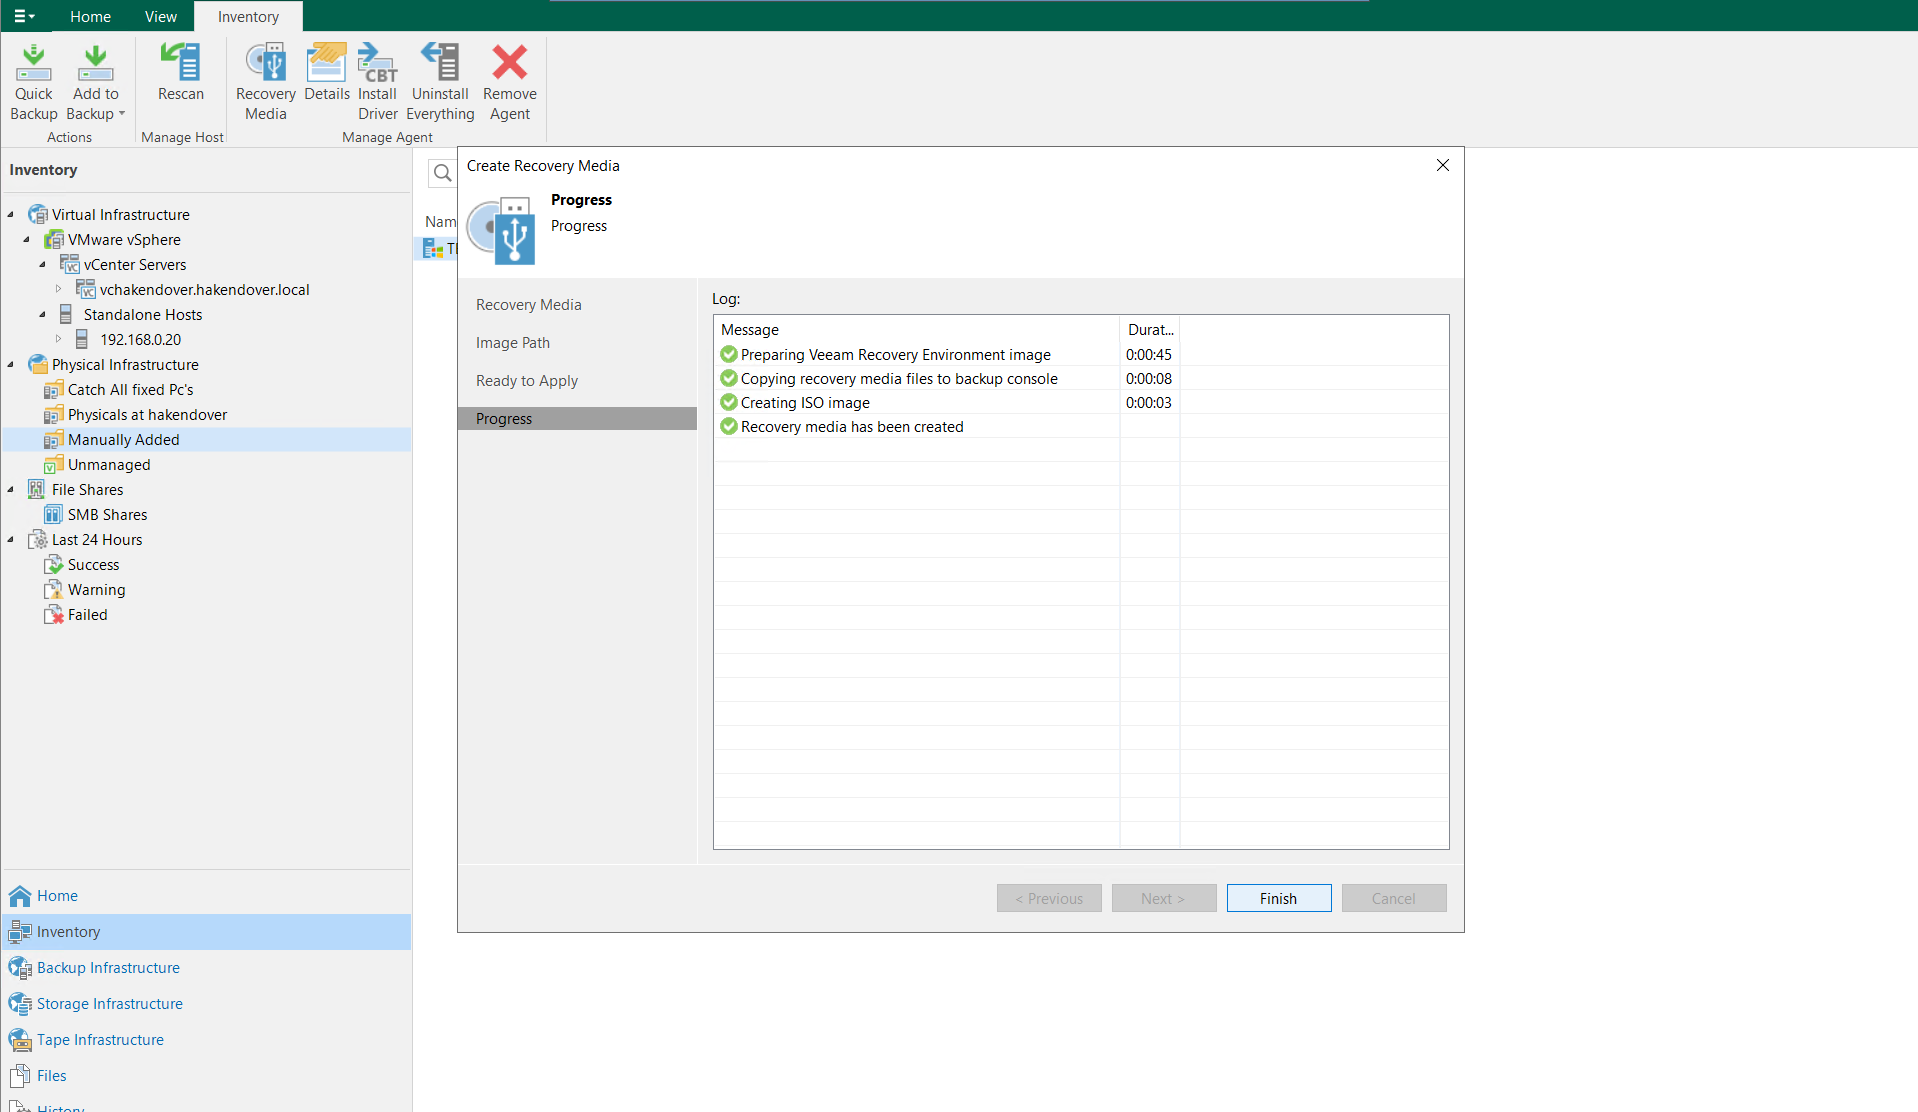 Home View Inventory
Quick Backup
Add to Backup
Rescan
Recovery Media
Details
Install Driver
CBT
Uninstall Everything
Remove Agent
Actions Manage Host Manage Agent
Inventory
Virtual Infrastructure
VMware vSphere
vCenter Servers
vchakendover.hakendover.local
Standalone Hosts
192.168.0.20
Physical Infrastructure
Catch All fixed Pc's
Physicals at hakendover
Manually Added
Unmanaged
File Shares
SMB Shares
Last 24 Hours
Success
Warning
Failed
Home
Inventory
Backup Infrastructure
Storage Infrastructure
Tape Infrastructure
Files
History
Nam
Create Recovery Media
Progress
Progress
Recovery Media
Image Path
Ready to Apply
Progress
Log:
Message Durat...
Preparing Veeam Recovery Environment image 0:00:45
Copying recovery media files to backup console 0:00:08
Creating ISO image 0:00:03
Recovery media has been created
< Previous Next > Finish Cancel